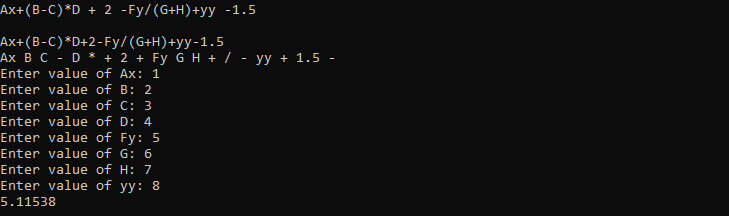 Ax+(B-C)*D + 2 -Fy/(G+H)+yy -1.5
Ax+(B-C)*D+2-Fy/(G+H)+yy-1.5
Ax B C - D * + 2 + Fy G H + / - yy + 1.5 -
Enter value of Ax: 1
Enter value of B: 2
Enter value of C: 3
Enter value of D: 4
Enter value of Fy: 5
Enter value of G: 6
Enter value of H: 7
Enter value of yy: 8
5.11538